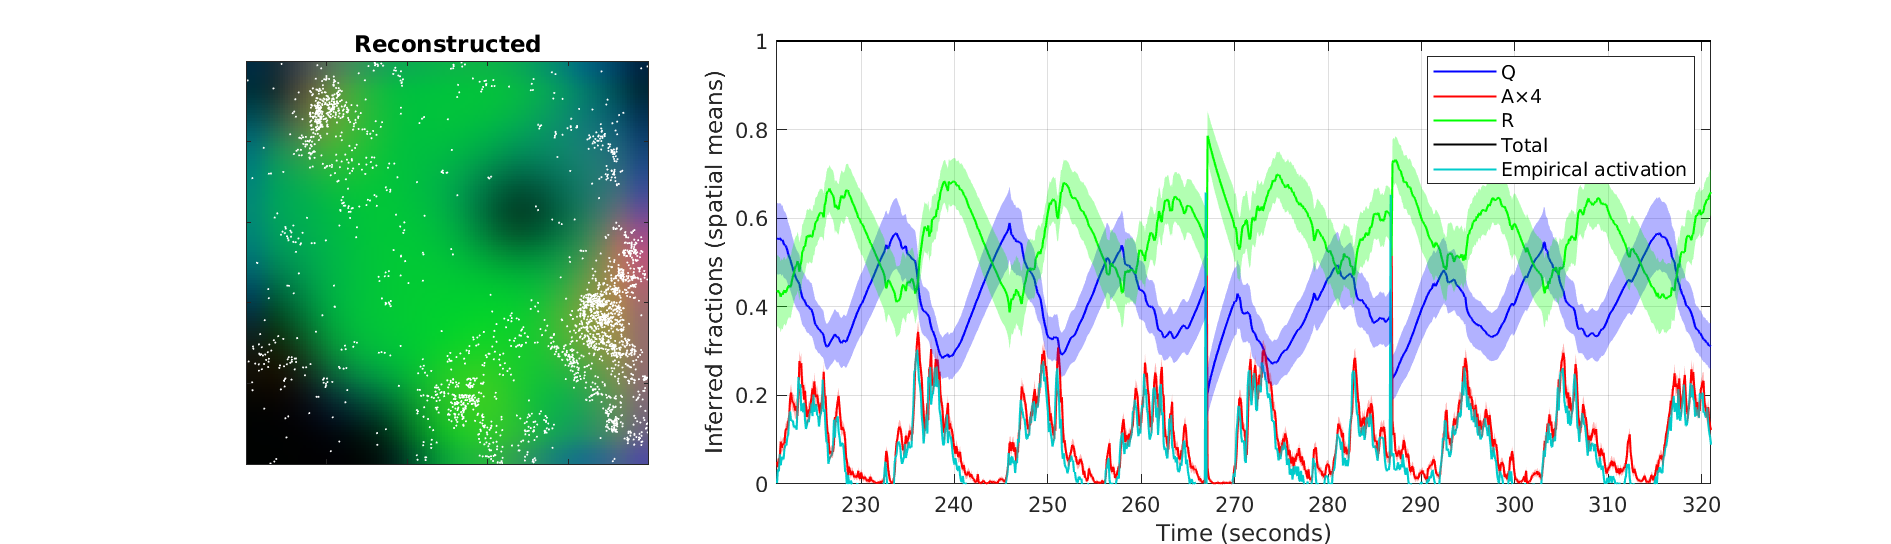 Reconstructed
Inferred fractions (spatial means)
1
0.8
0.6
0.4
0.2
0
Q
A×4
R
Total
Empirical activation
230 240 250 260 270 280 290 300 310 320
Time (seconds)